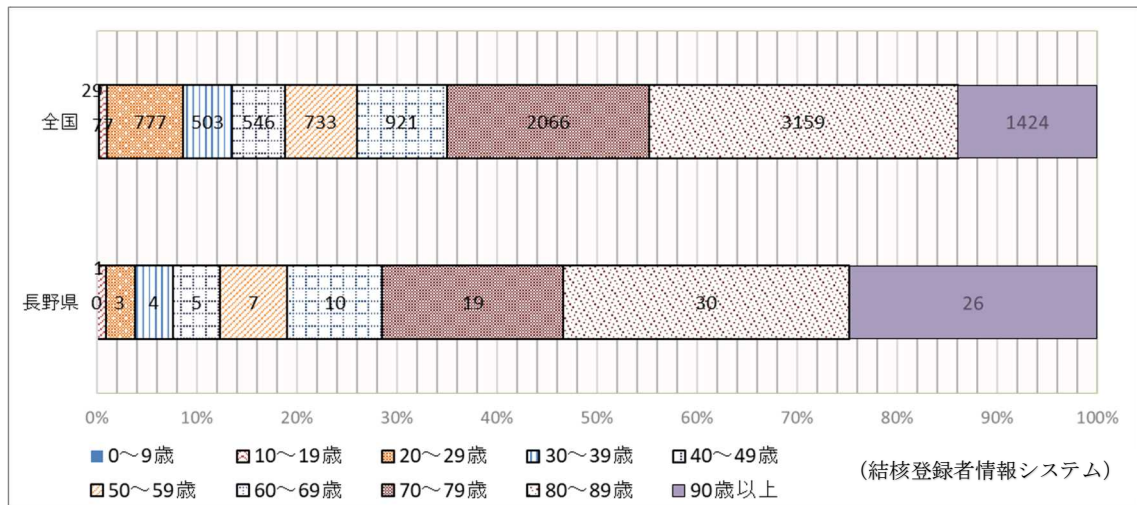 29
全国 77 777 503 546 733 921 2066 3159 1424
1
長野県 0 3 4 5 7 10 19 30 26
0% 10% 20% 30% 40% 50% 60% 70% 80% 90% 100%
0～9歳 10～19歳 20～29歳 30～39歳 40～49歳
50～59歳 60～69歳 70～79歳 80～89歳 90歳以上
（結核登録者情報システム）